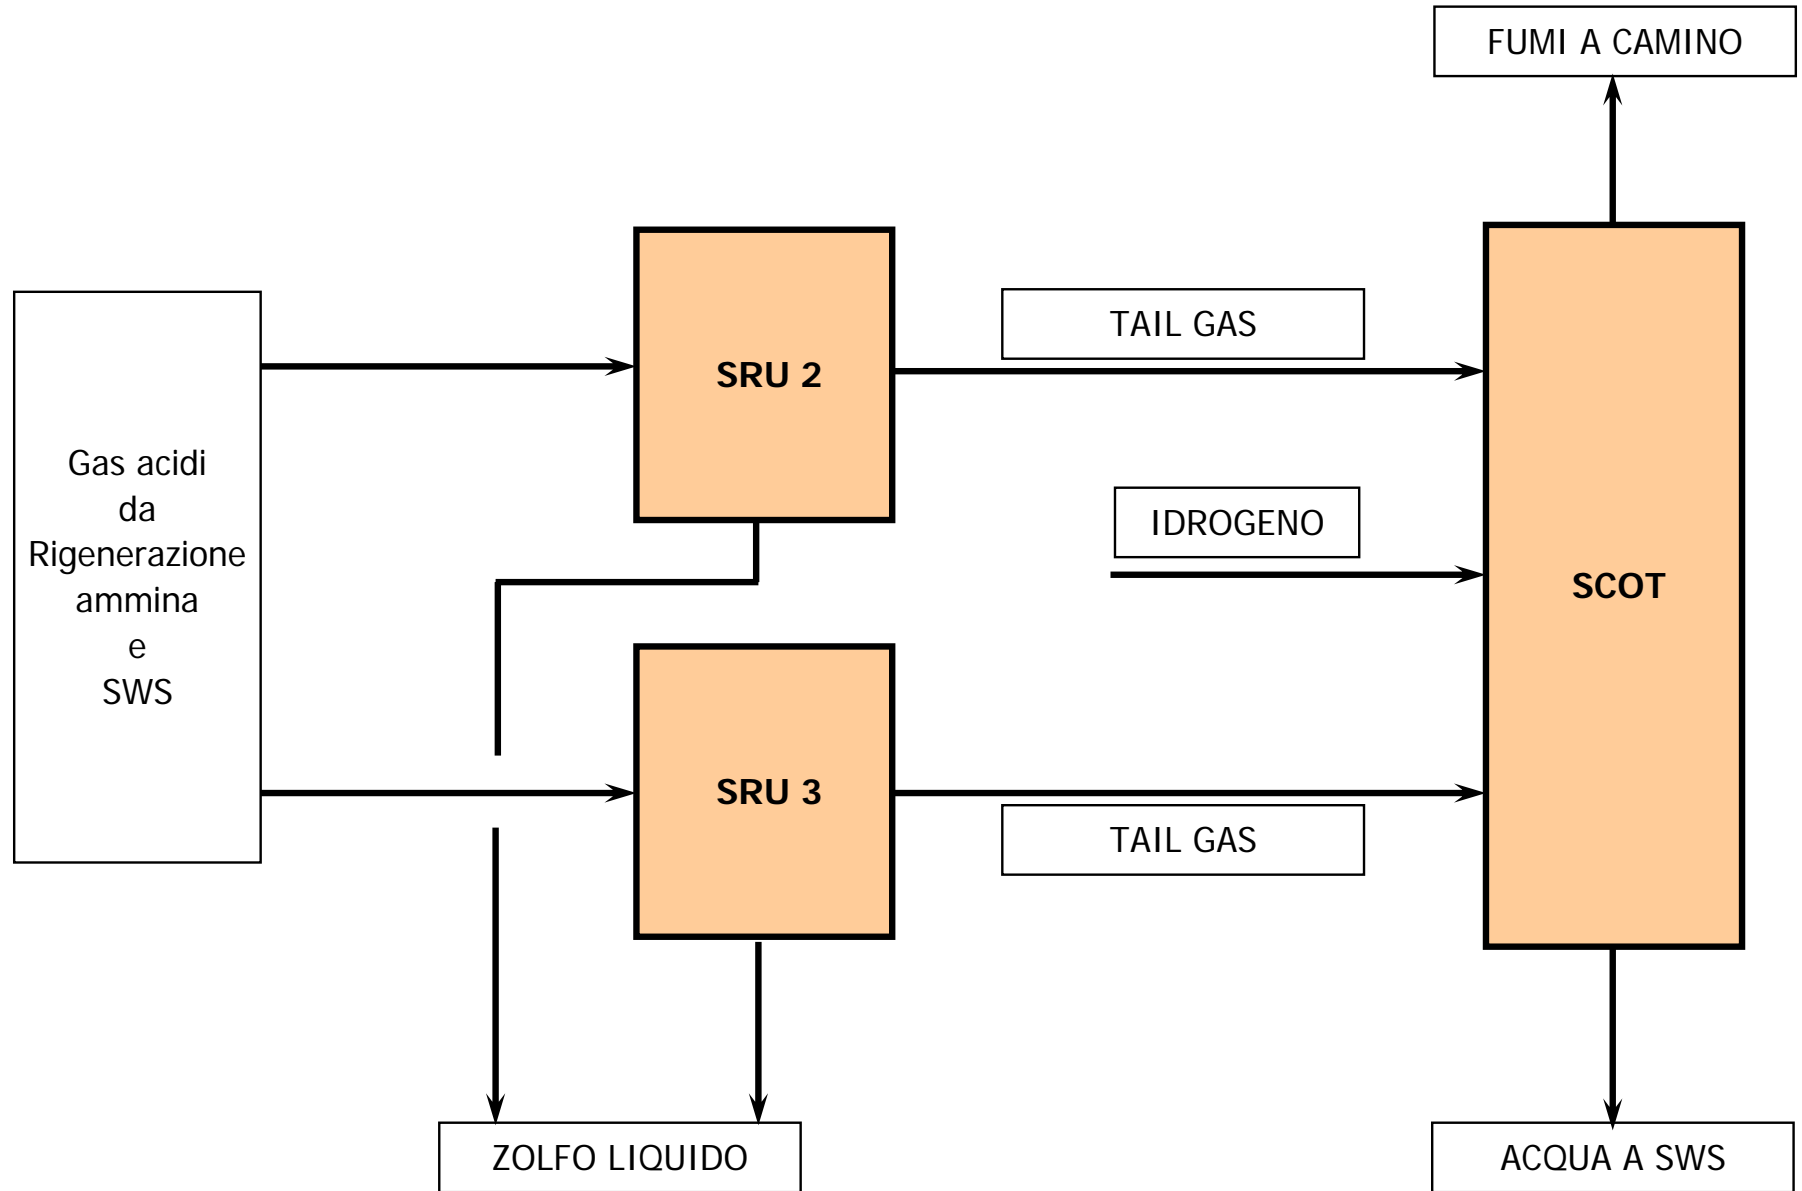 FUMI A CAMINO
TAIL GAS
SRU 2
Gas acidi
da
Rigenerazione
ammina
e
SWS
IDROGENO
SCOT
SRU 3
TAIL GAS
ZOLFO LIQUIDO
ACQUA A SWS